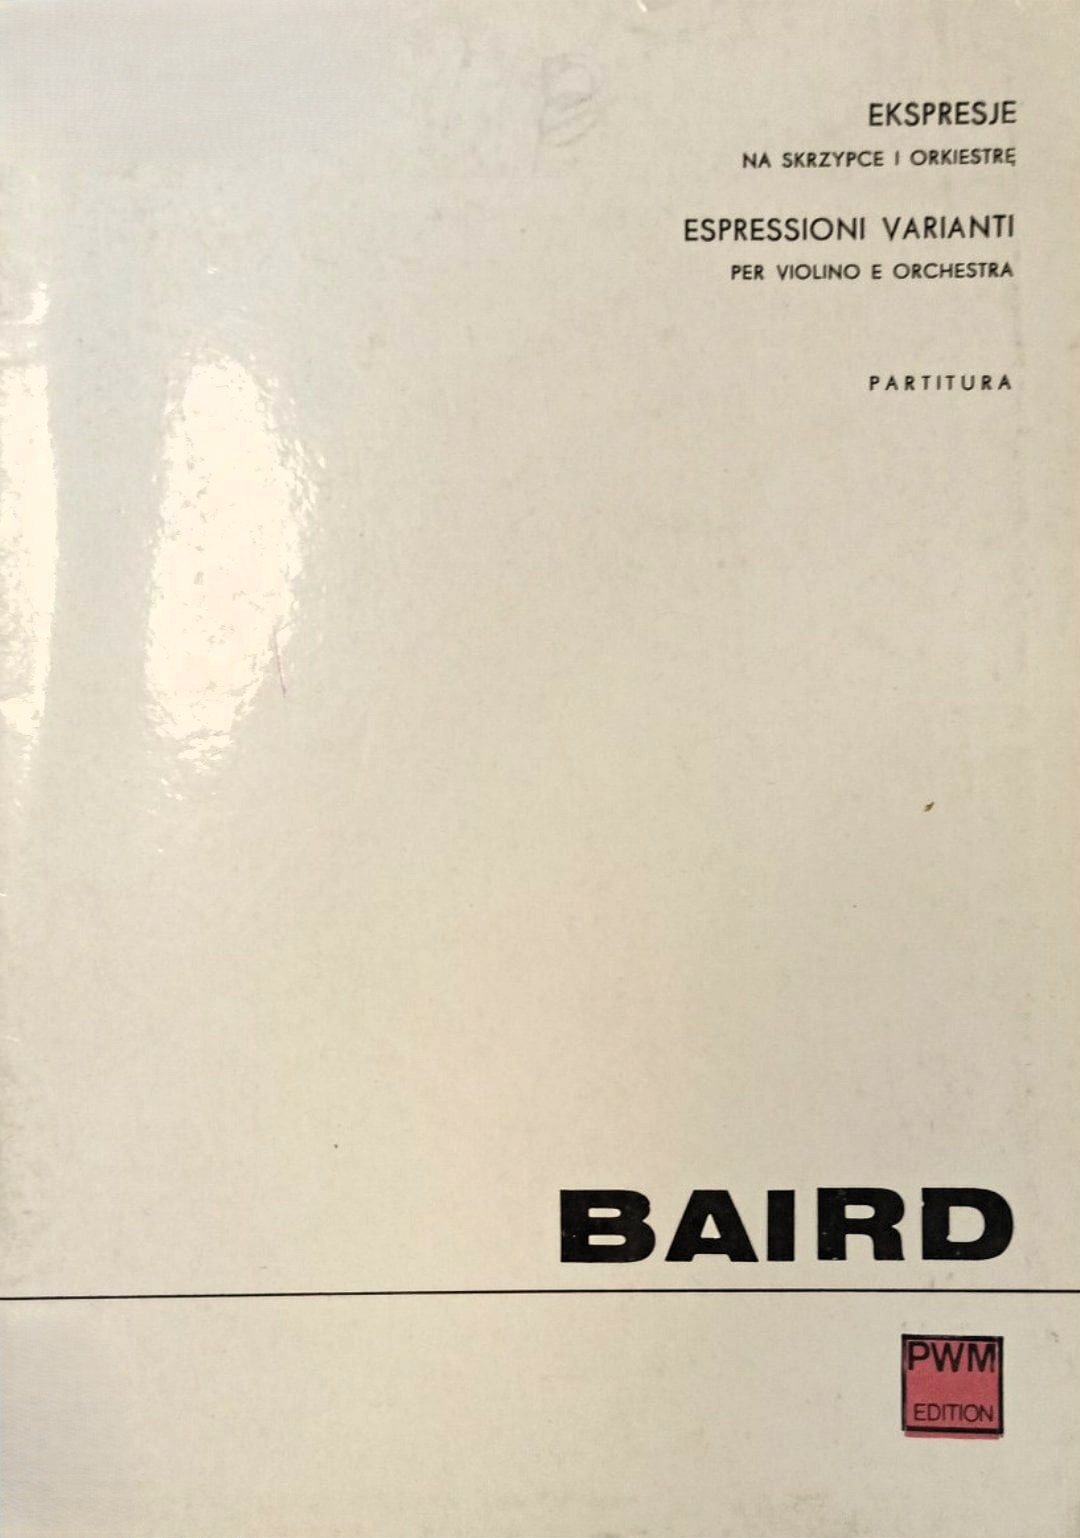 EKSPRESJE
NA SKRZYPCE I ORKIESTRĘ
ESPRESSIONI VARIANTI
PER VIOLINO E ORCHESTRA
PARTITURA
BAIRD
PWM
EDITION